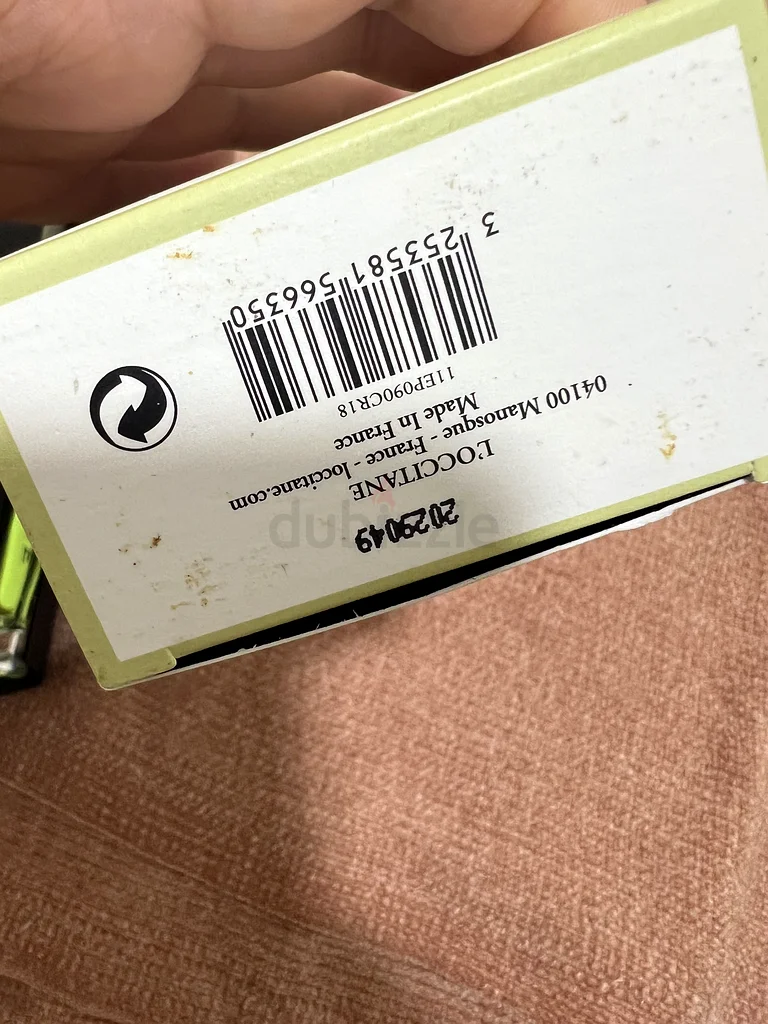 2029049
L'OCCITANE
04100 Manosque - France - loccitane.com
Made In France
11EP090CR18
3 253581 566350
dubizzle